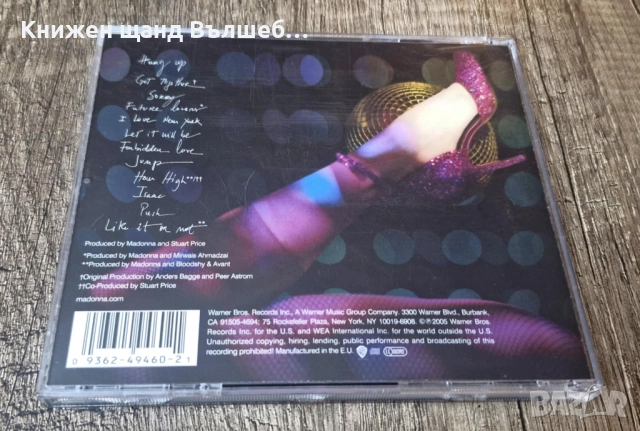 Книжен щанд Вълшеб...
Hung up
Get Together†
Sorry
Future lovers*
I Love New York
Let it will be
Forbidden love
Jump
How High**/††
Isaac
Push
Like it or not**
Produced by Madonna and Stuart Price
*Produced by Madonna and Mirwais Ahmadzai
**Produced by Madonna and Bloodshy & Avant
†Original Production by Anders Bagge and Peer Astrom
††Co-Produced by Stuart Price
madonna.com
0 9362-49460-2 1
Warner Bros. Records Inc., A Warner Music Group Company. 3300 Warner Blvd., Burbank,
CA 91505-4694; 75 Rockefeller Plaza, New York, NY 10019-6908. ©℗2005 Warner Bros.
Records Inc. for the U.S. and WEA International Inc. for the world outside the U.S.
Unauthorized copying, hiring, lending, public performance and broadcasting of this
recording prohibited! Manufactured in the E.U.
BAZAR